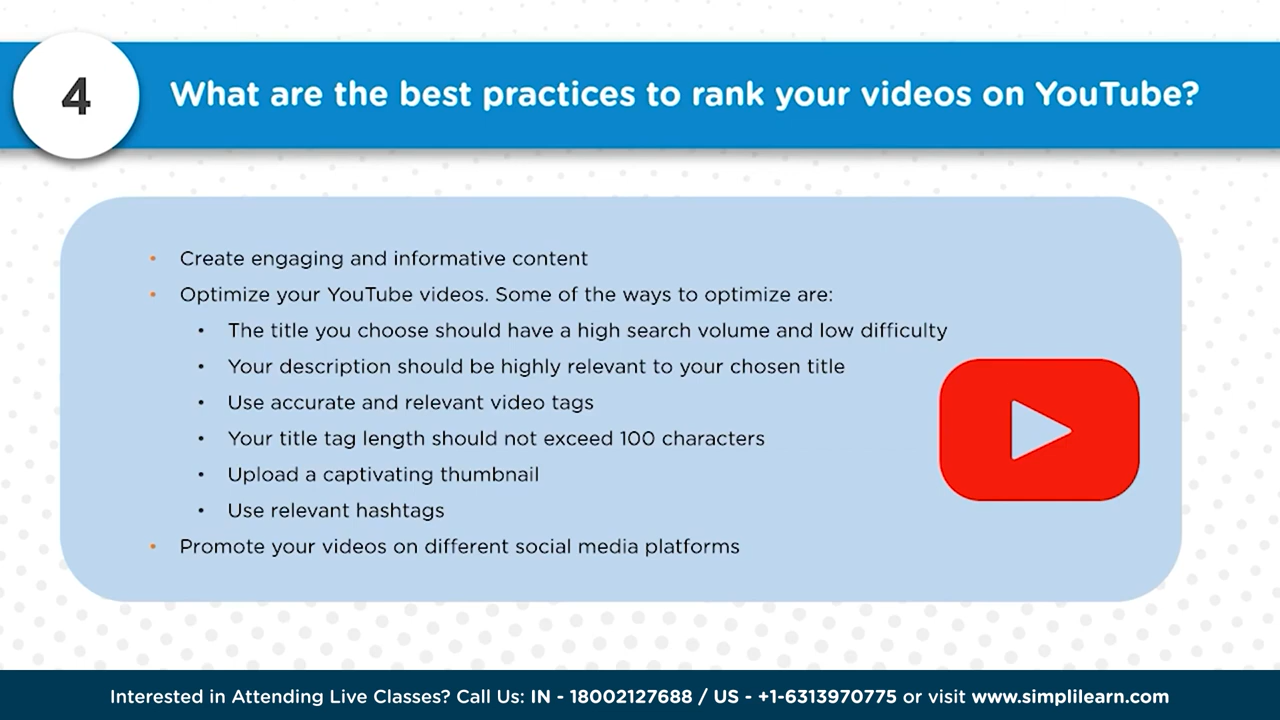 4
What are the best practices to rank your videos on YouTube?
• Create engaging and informative content
• Optimize your YouTube videos. Some of the ways to optimize are:
• The title you choose should have a high search volume and low difficulty
• Your description should be highly relevant to your chosen title
• Use accurate and relevant video tags
• Your title tag length should not exceed 100 characters
• Upload a captivating thumbnail
• Use relevant hashtags
• Promote your videos on different social media platforms
Interested in Attending Live Classes? Call Us: IN - 18002127688 / US - +1-6313970775 or visit www.simplilearn.com